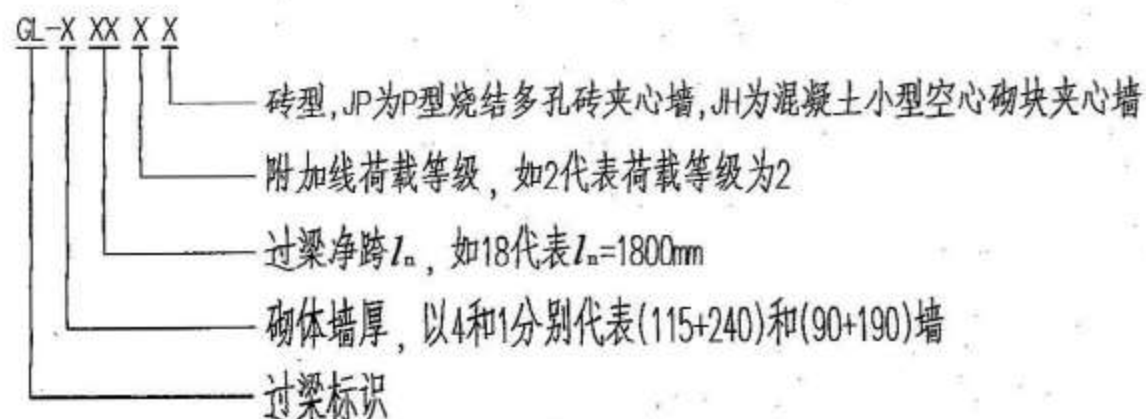 GL-X XX X X
砖型,JP为P型烧结多孔砖夹心墙,JH为混凝土小型空心砌块夹心墙
附加线荷载等级，如2代表荷载等级为2
过梁净跨lₙ，如18代表lₙ=1800mm
砌体墙厚，以4和1分别代表(115+240)和(90+190)墙
过梁标识